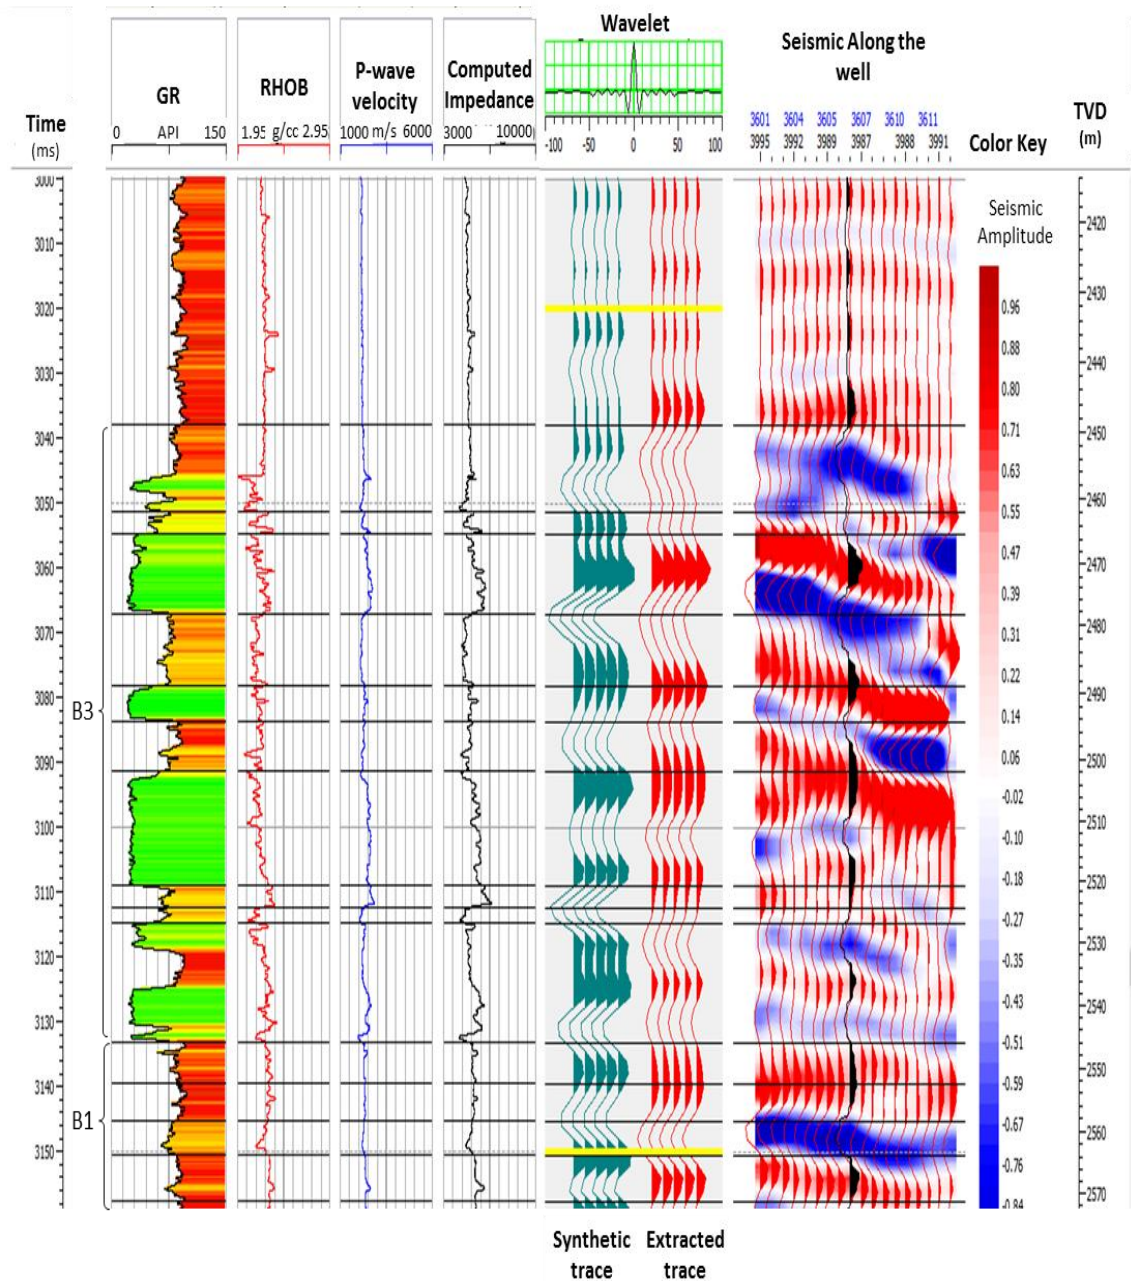 Wavelet
Seismic Along the
well
GR
RHOB
P-wave
velocity
Computed
Impedance
Time
(ms)
0 API 150
1.95 g/cc 2.95
1000 m/s 6000
3000 10000
-100 -50 0 50 100
3601 3604 3605 3607 3610 3611
3995 3992 3989 3987 3988 3991
Color Key
TVD
(m)
Seismic
Amplitude
3000
3010
3020
3030
3040
3050
3060
3070
3080
3090
3100
3110
3120
3130
3140
3150
B3
B1
0.96
0.88
0.80
0.71
0.63
0.55
0.47
0.39
0.31
0.22
0.14
0.06
-0.02
-0.10
-0.18
-0.27
-0.35
-0.43
-0.51
-0.59
-0.67
-0.76
-0.84
2420
2430
2440
2450
2460
2470
2480
2490
2500
2510
2520
2530
2540
2550
2560
2570
Synthetic
trace
Extracted
trace